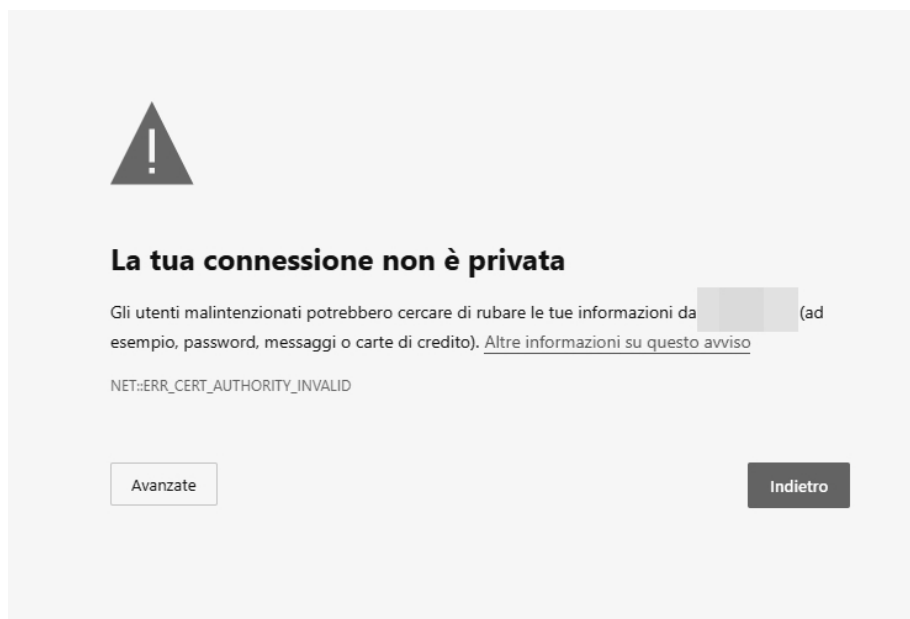 La tua connessione non è privata
Gli utenti malintenzionati potrebbero cercare di rubare le tue informazioni da (ad
esempio, password, messaggi o carte di credito). Altre informazioni su questo avviso
NET::ERR_CERT_AUTHORITY_INVALID
Avanzate
Indietro